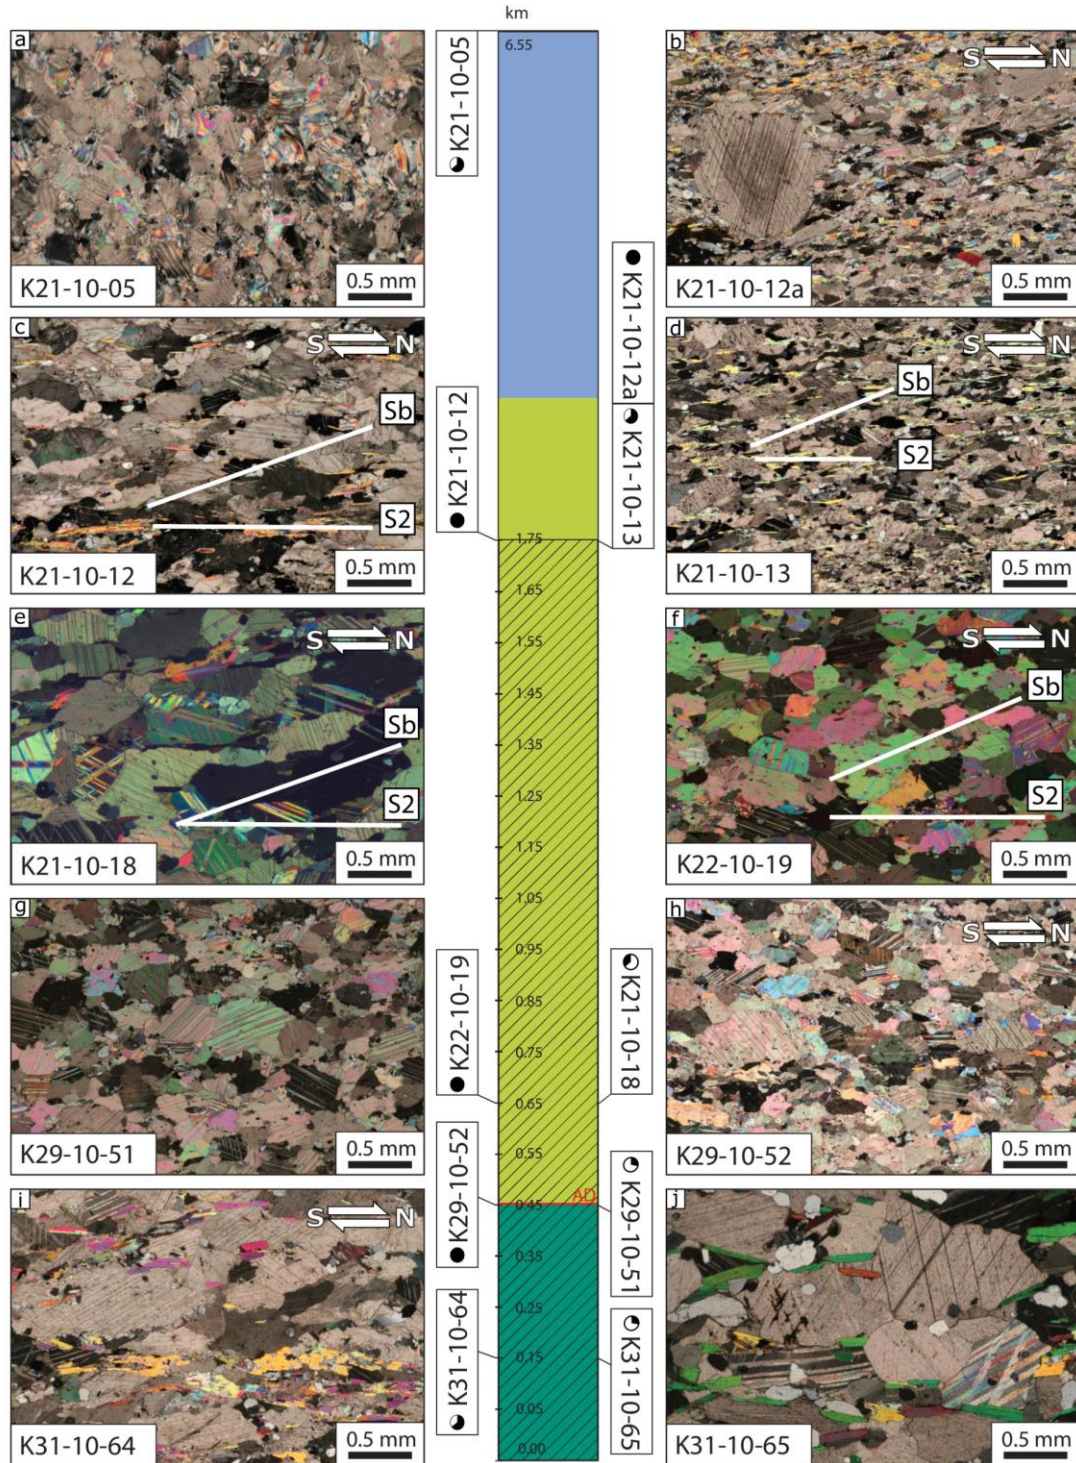 km
a
K21-10-05
0.5 mm
b
S N
K21-10-12a
0.5 mm
c
S N
Sb
S2
K21-10-12
0.5 mm
d
S N
Sb
S2
K21-10-13
0.5 mm
e
S N
Sb
S2
K21-10-18
0.5 mm
f
S N
Sb
S2
K22-10-19
0.5 mm
g
K29-10-51
0.5 mm
h
S N
K29-10-52
0.5 mm
i
S N
K31-10-64
0.5 mm
j
K31-10-65
0.5 mm
K21-10-05
K21-10-12
K22-10-19
K29-10-52
K31-10-64
6.55
1.75
1.65
1.55
1.45
1.35
1.25
1.15
1.05
0.95
0.85
0.75
0.65
0.55
AD
0.45
0.35
0.25
0.15
0.05
0.00
K21-10-12a
K21-10-13
K21-10-18
K29-10-51
K31-10-65